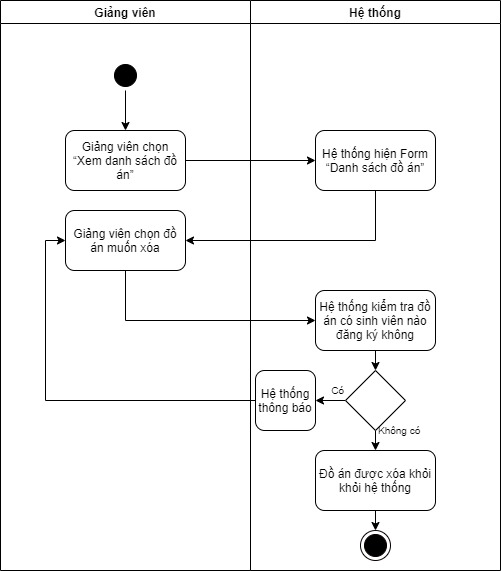 Giảng viên
Hệ thống
Giảng viên chọn
“Xem danh sách đồ
án”
Hệ thống hiện Form
“Danh sách đồ án”
Giảng viên chọn đồ
án muốn xóa
Hệ thống kiểm tra đồ
án có sinh viên nào
đăng ký không
Có
Hệ thống
thông báo
Không có
Đồ án được xóa khỏi
khỏi hệ thống